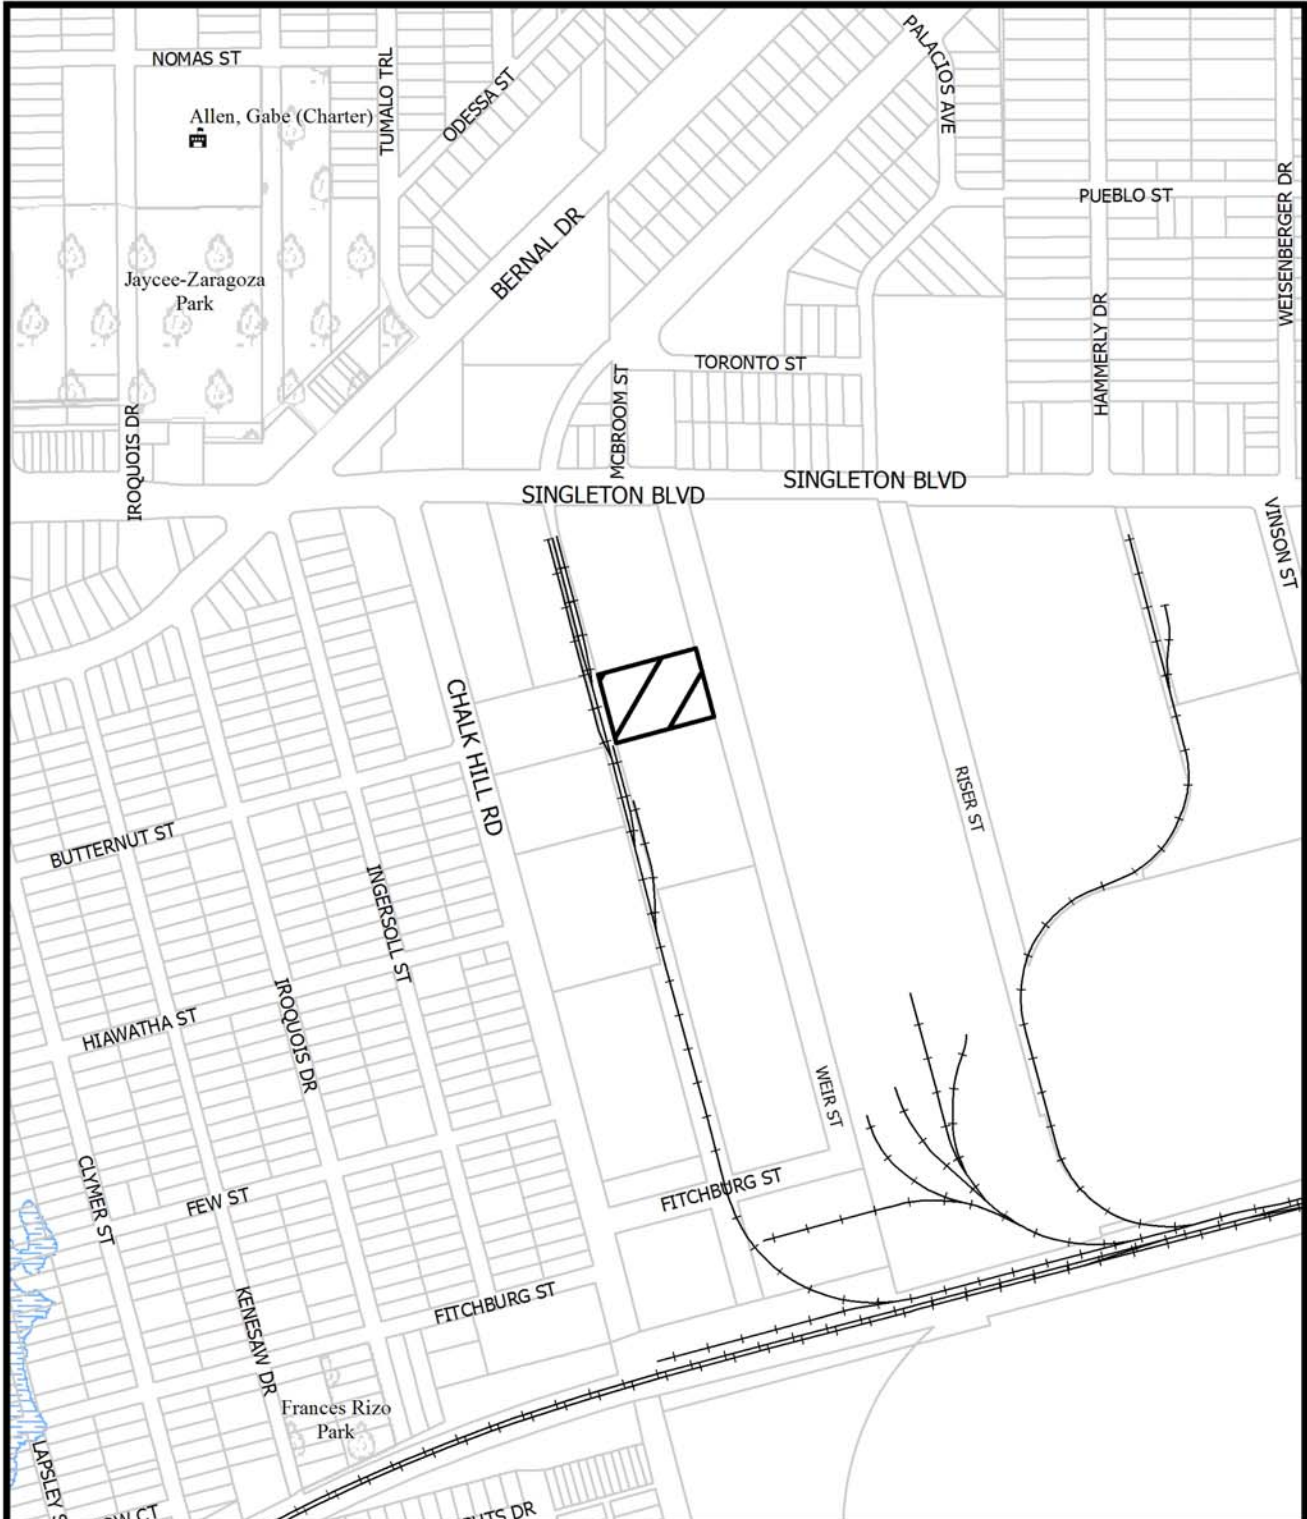 PALACIOS AVE
NOMAS ST
TUMALO TRL
ODESSA ST
Allen, Gabe (Charter)
PUEBLO ST
WEISENBERGER DR
BERNAL DR
Jaycee-Zaragoza
Park
HAMMERLY DR
TORONTO ST
MCBROOM ST
IROQUOIS DR
SINGLETON BLVD
SINGLETON BLVD
VINSON ST
CHALK HILL RD
RISER ST
BUTTERNUT ST
INGERSOLL ST
IROQUOIS DR
HIAWATHA ST
WEIR ST
CLYMER ST
FEW ST
FITCHBURG ST
KENESAW DR
FITCHBURG ST
Frances Rizo
Park
LAPSLEY